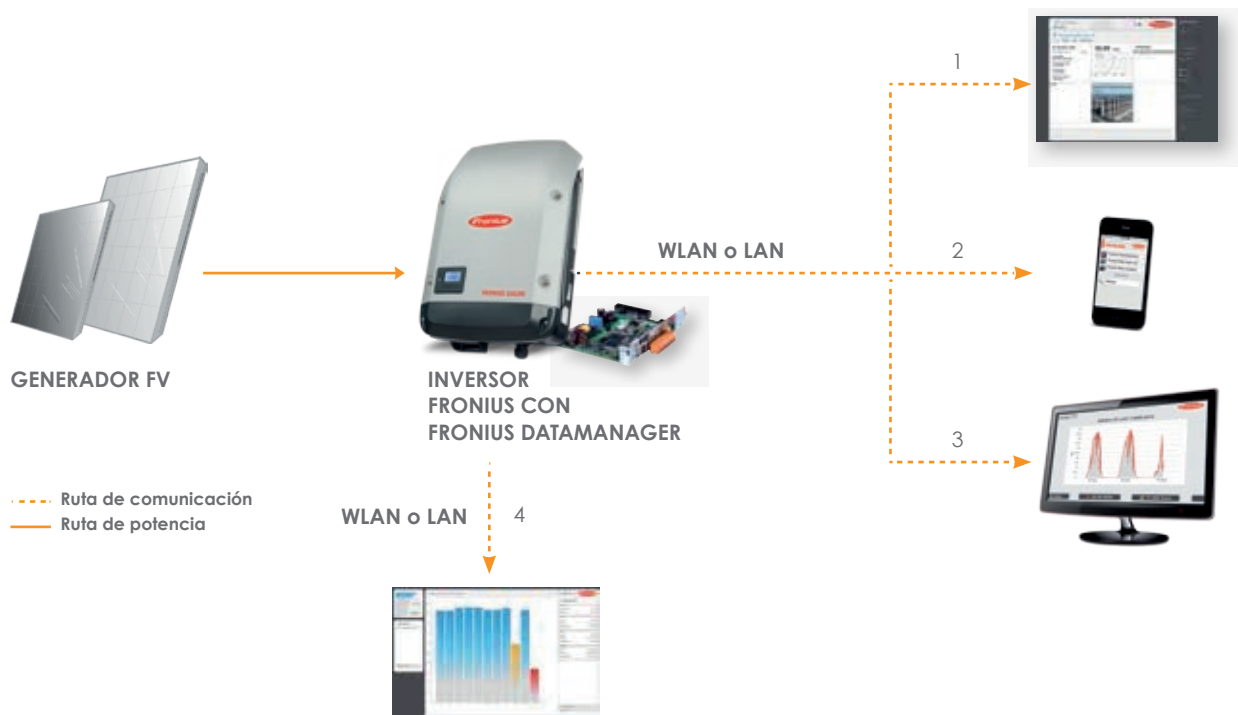 1
WLAN o LAN
2
Fronius
GENERADOR FV
INVERSOR
FRONIUS CON
FRONIUS DATAMANAGER
3
Ruta de comunicación
Ruta de potencia
WLAN o LAN
4